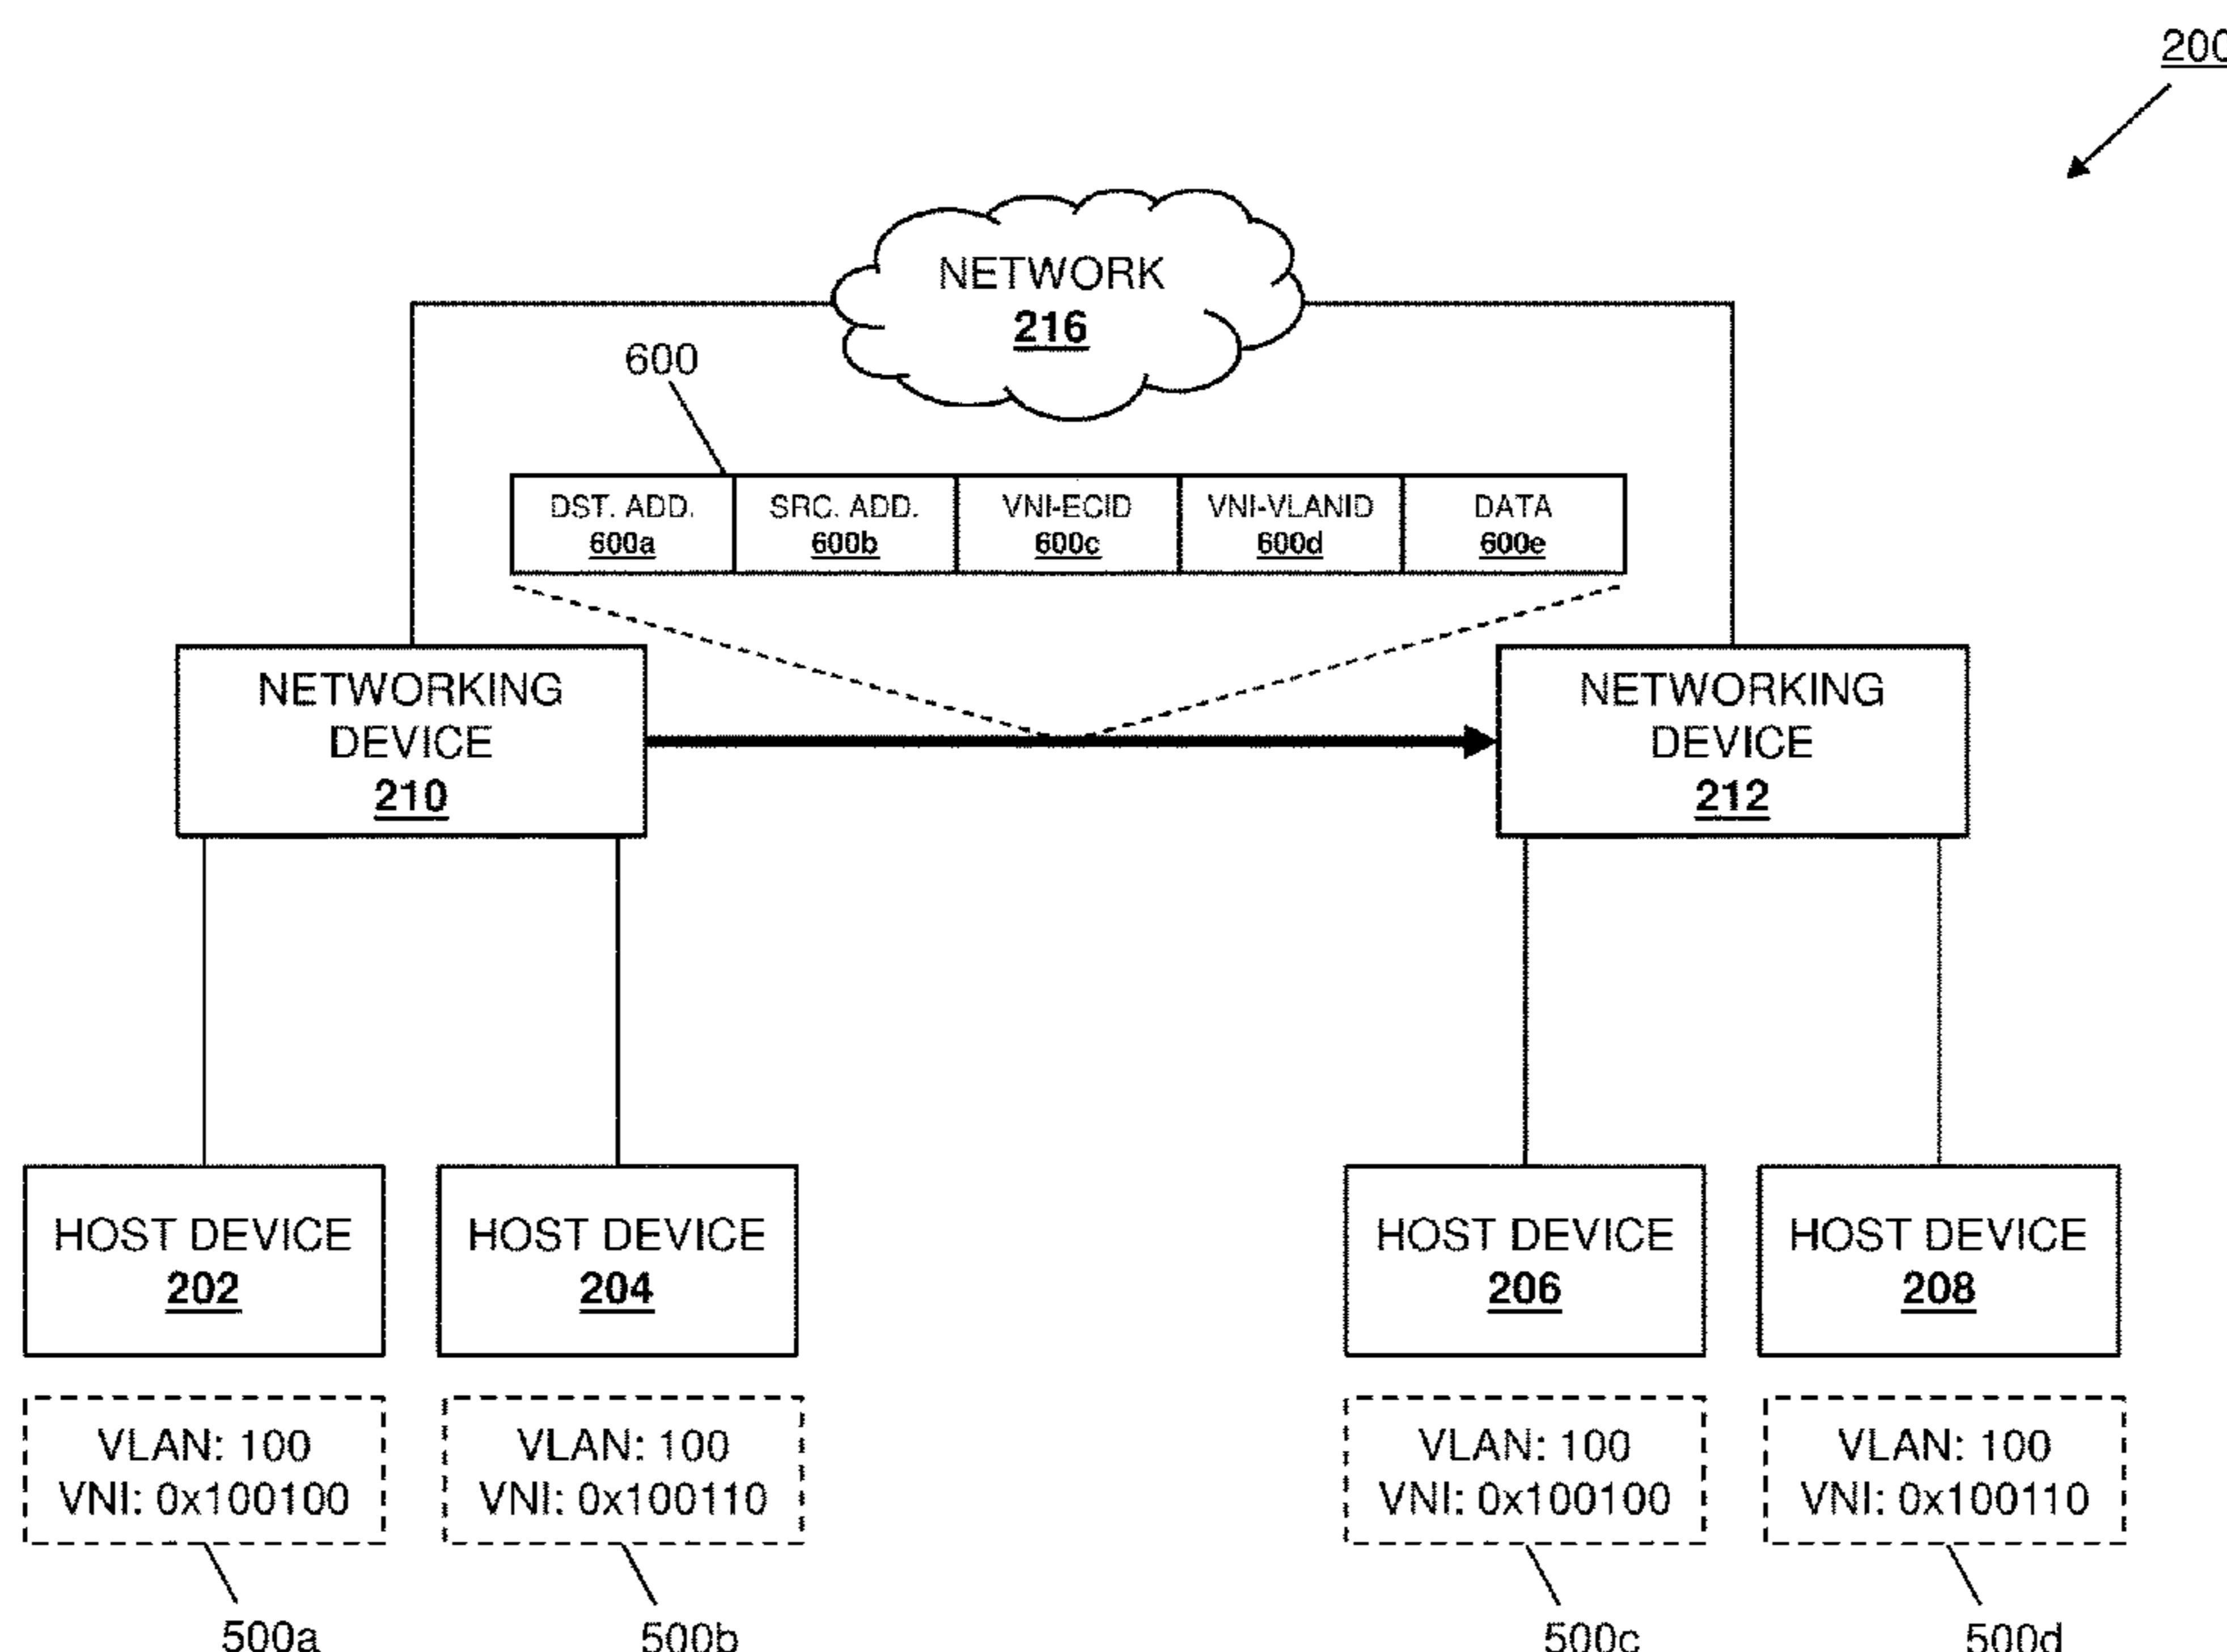 200
NETWORK
216
600
DST. ADD.
600a
SRC. ADD.
600b
VNI-ECID
600c
VNI-VLANID
600d
DATA
600e
NETWORKING
DEVICE
210
NETWORKING
DEVICE
212
HOST DEVICE
202
HOST DEVICE
204
HOST DEVICE
206
HOST DEVICE
208
VLAN: 100
VNI: 0x100100
VLAN: 100
VNI: 0x100110
VLAN: 100
VNI: 0x100100
VLAN: 100
VNI: 0x100110
500a
500b
500c
500d